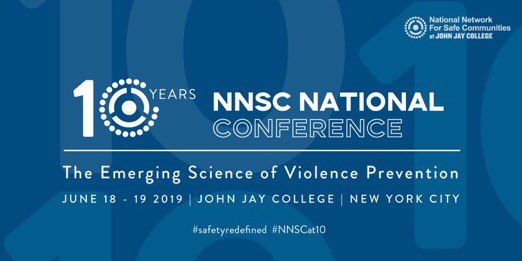 National Network
For Safe Communities
at JOHN JAY COLLEGE
10 YEARS
NNSC NATIONAL
CONFERENCE
The Emerging Science of Violence Prevention
JUNE 18 - 19 2019 | JOHN JAY COLLEGE | NEW YORK CITY
#safetyredefined #NNSCat10